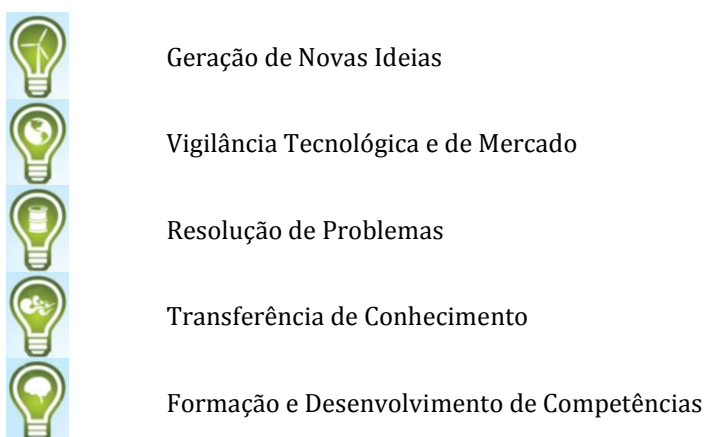 Geração de Novas Ideias
Vigilância Tecnológica e de Mercado
Resolução de Problemas
Transferência de Conhecimento
Formação e Desenvolvimento de Competências